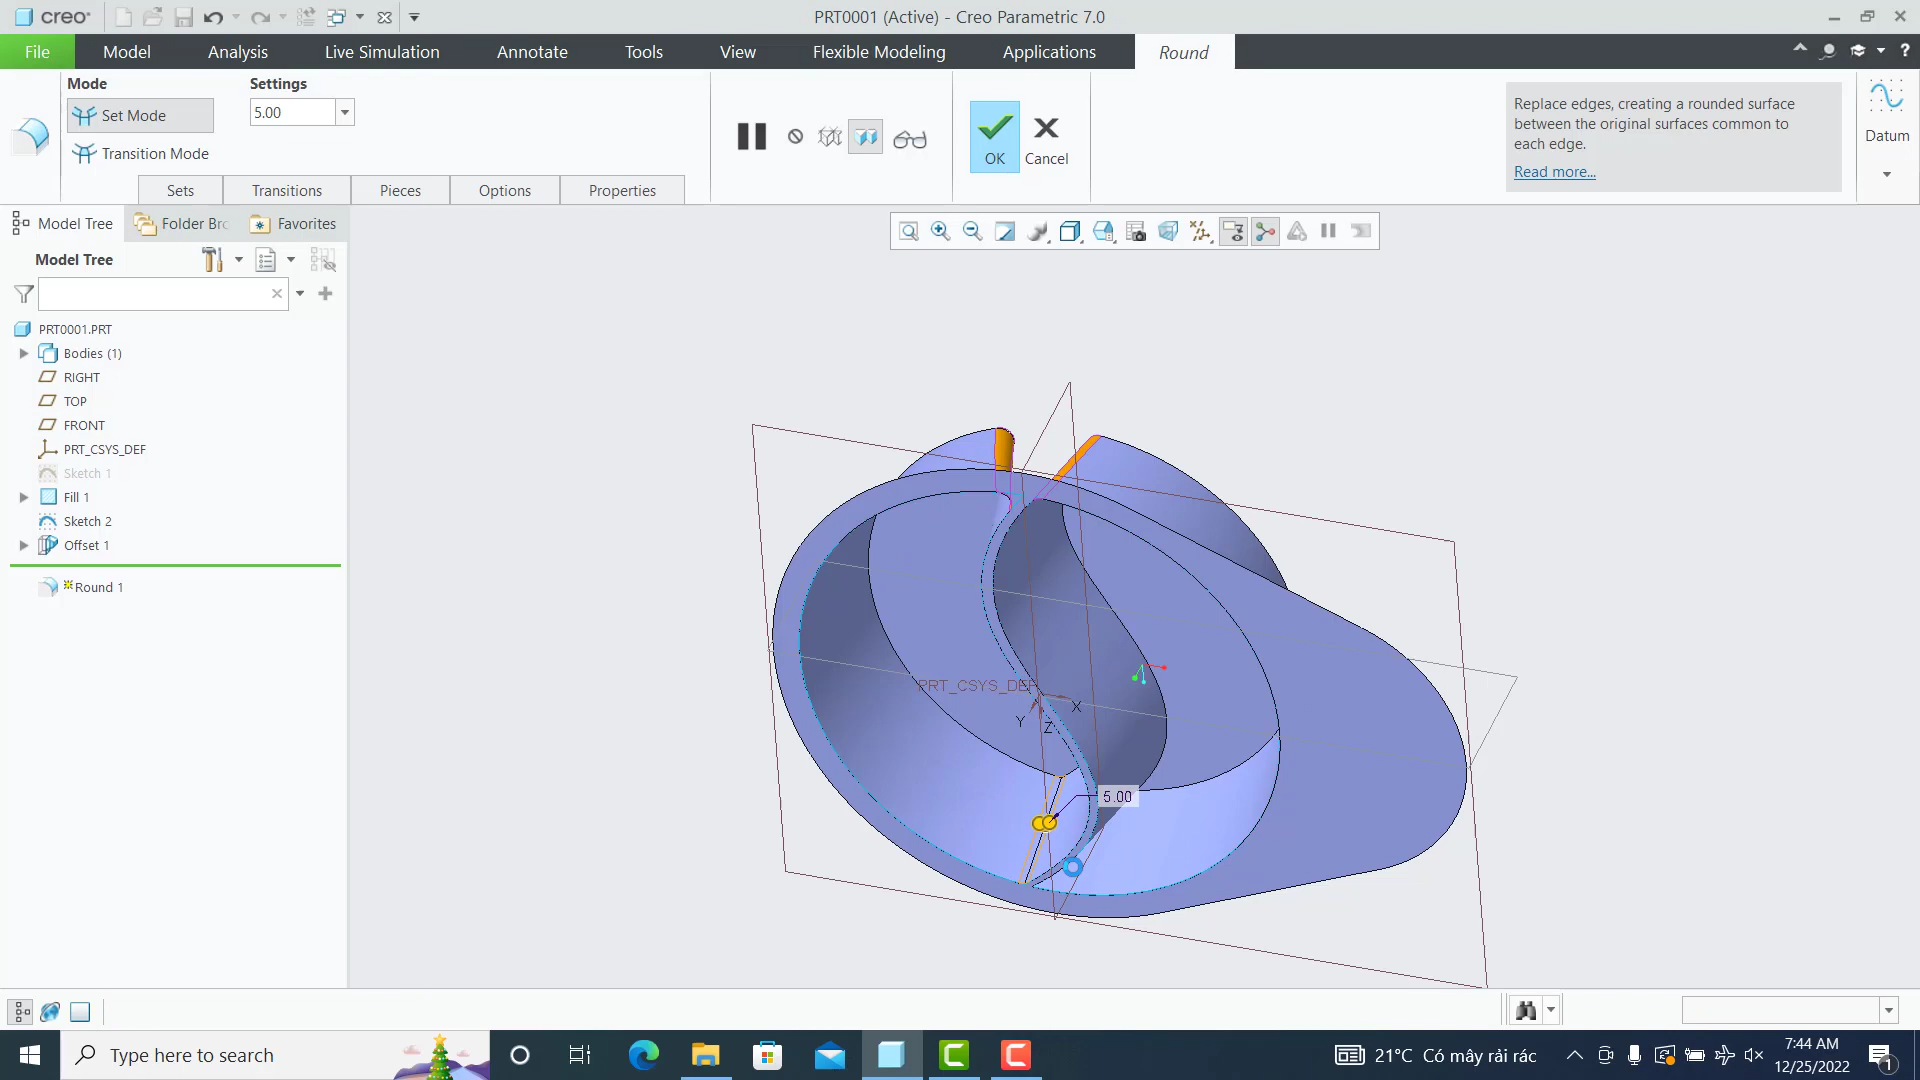 creo
PRT0001 (Active) - Creo Parametric 7.0
File
Model
Analysis
Live Simulation
Annotate
Tools
View
Flexible Modeling
Applications
Round
?
Mode
Settings
Set Mode
5.00
Transition Mode
OK
Cancel
Sets
Transitions
Pieces
Options
Properties
Replace edges, creating a rounded surface
between the original surfaces common to
each edge.
Read more...
Datum
Model Tree
Folder Brc
Favorites
Model Tree
PRT0001.PRT
Bodies (1)
RIGHT
TOP
FRONT
PRT_CSYS_DEF
Sketch 1
Fill 1
Sketch 2
Offset 1
Round 1
PRT_CSYS_DEF
X
Y
Z
5.00
Type here to search
21°C Có mây rải rác
7:44 AM
12/25/2022
1